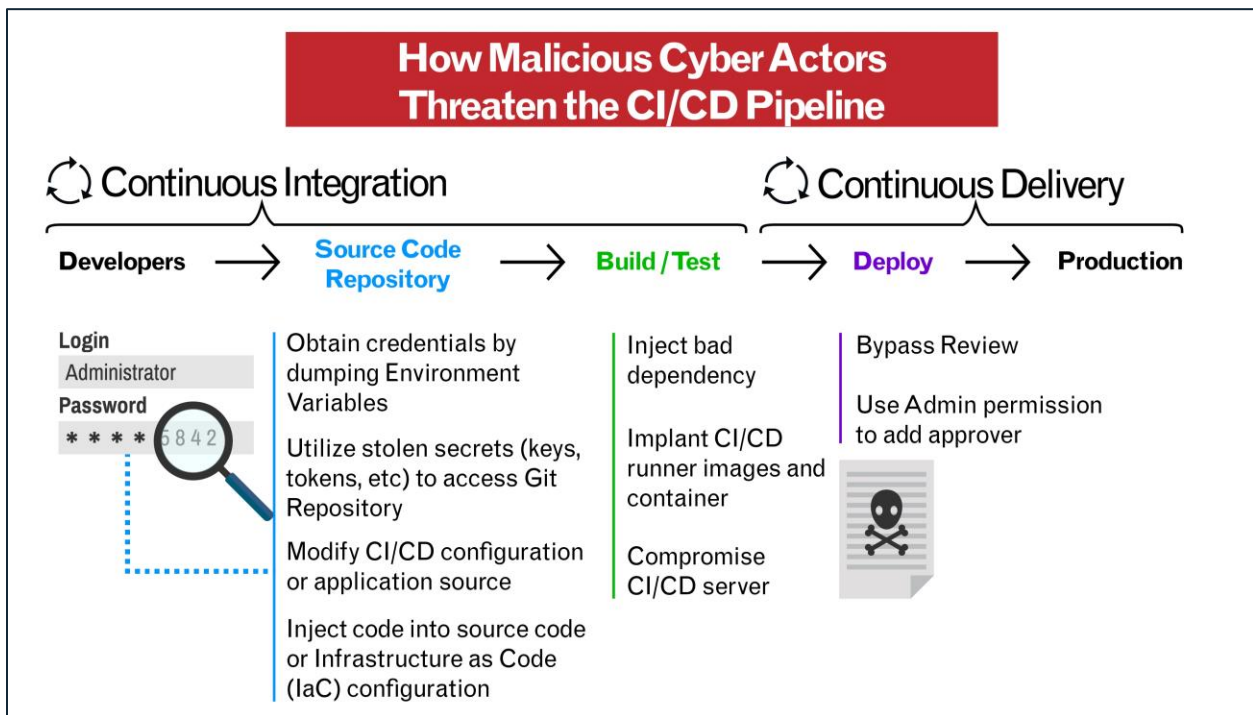 How Malicious Cyber Actors
Threaten the CI/CD Pipeline
Continuous Integration
Continuous Delivery
Developers
Source Code
Repository
Build / Test
Deploy
Production
Login
Administrator
Password
* * * * 5842
Obtain credentials by
dumping Environment
Variables
Utilize stolen secrets (keys,
tokens, etc) to access Git
Repository
Modify CI/CD configuration
or application source
Inject code into source code
or Infrastructure as Code
(IaC) configuration
Inject bad
dependency
Implant CI/CD
runner images and
container
Compromise
CI/CD server
Bypass Review
Use Admin permission
to add approver